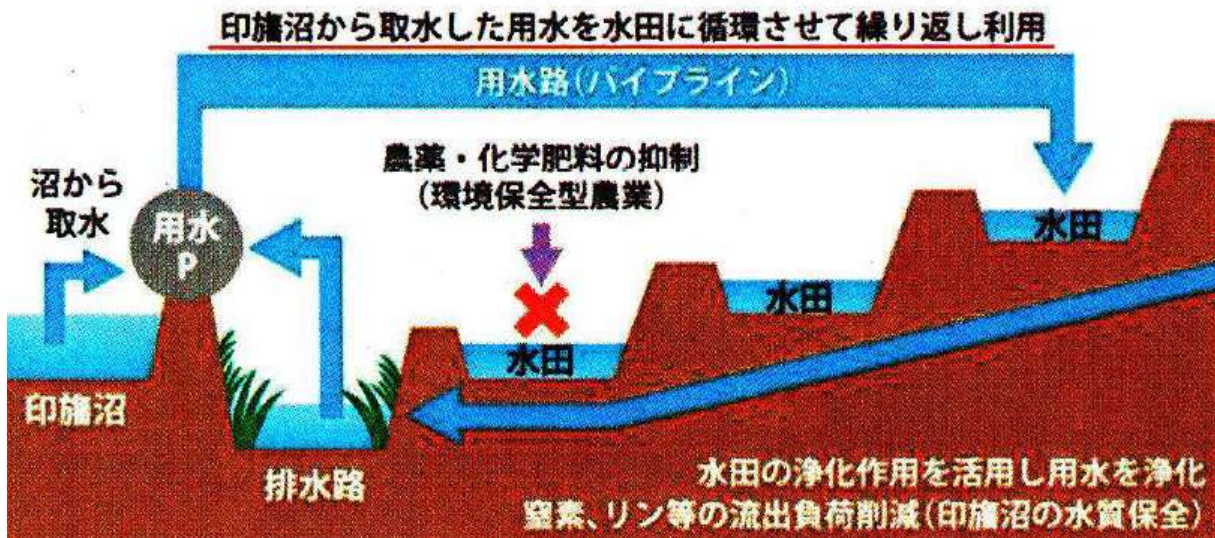 印旛沼から取水した用水を水田に循環させて繰り返し利用
用水路(パイプライン)
農薬・化学肥料の抑制
(環境保全型農業)
沼から
取水
用水
P
水田
水田
水田
印旛沼
排水路
水田の浄化作用を活用し用水を浄化
窒素、リン等の流出負荷削減(印旛沼の水質保全)